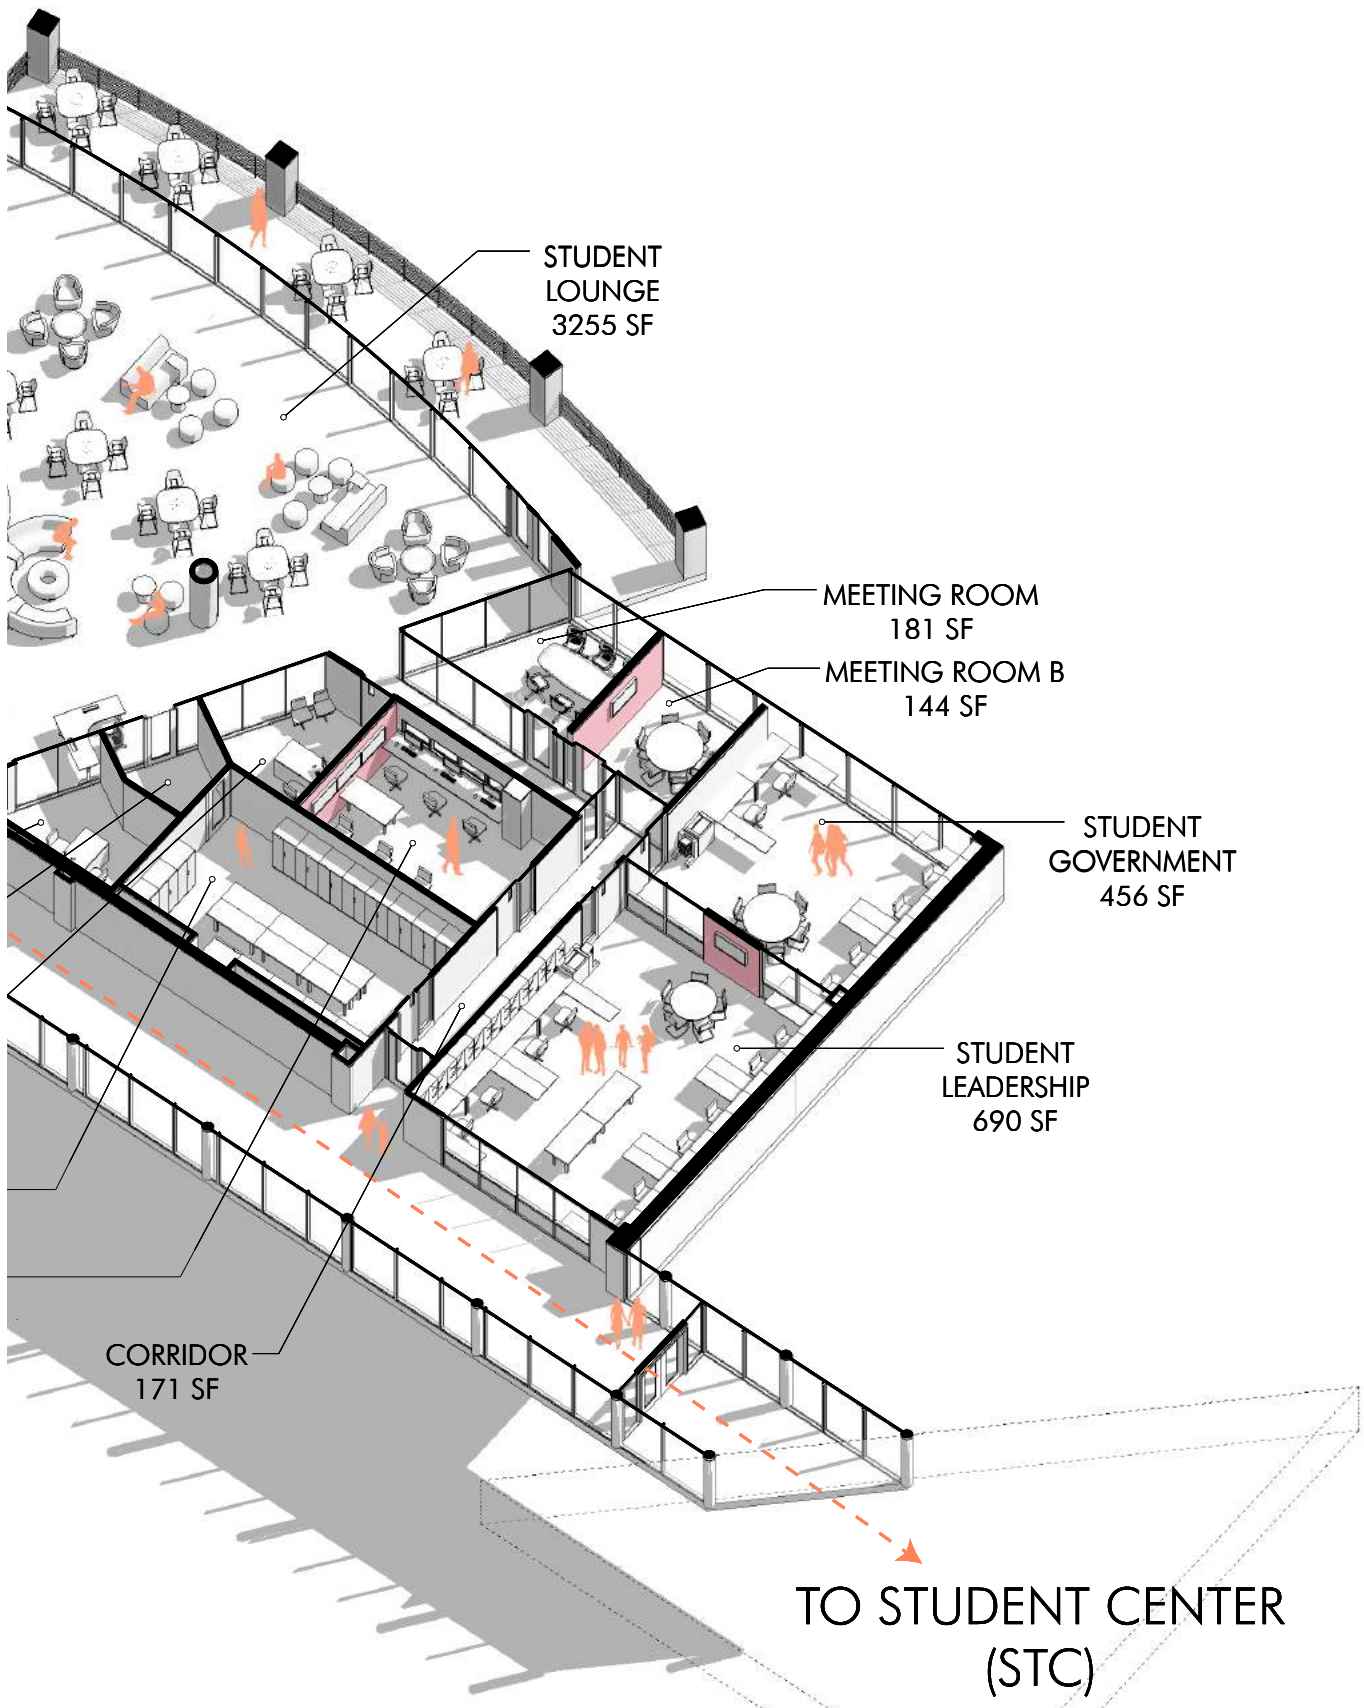 STUDENT
LOUNGE
3255 SF
MEETING ROOM
181 SF
MEETING ROOM B
144 SF
STUDENT
GOVERNMENT
456 SF
STUDENT
LEADERSHIP
690 SF
CORRIDOR
171 SF
TO STUDENT CENTER
(STC)